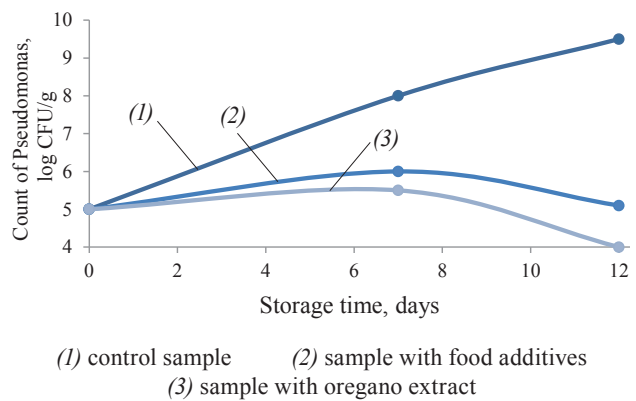 10
9
8
7
6
5
4
Count of Pseudomonas,
log CFU/g
(1)
(2)
(3)
0 2 4 6 8 10 12
Storage time, days
(1) control sample (2) sample with food additives
(3) sample with oregano extract